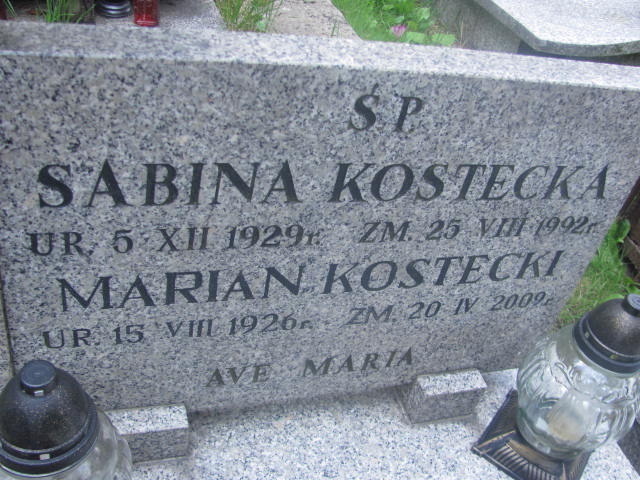 Ś.P.
SABINA KOSTECKA
UR. 5 XII 1929r. ZM. 25 VIII 1992r.
MARIAN KOSTECKI
UR. 15 VIII 1926r. ZM. 20 IV 2009r.
AVE MARIA